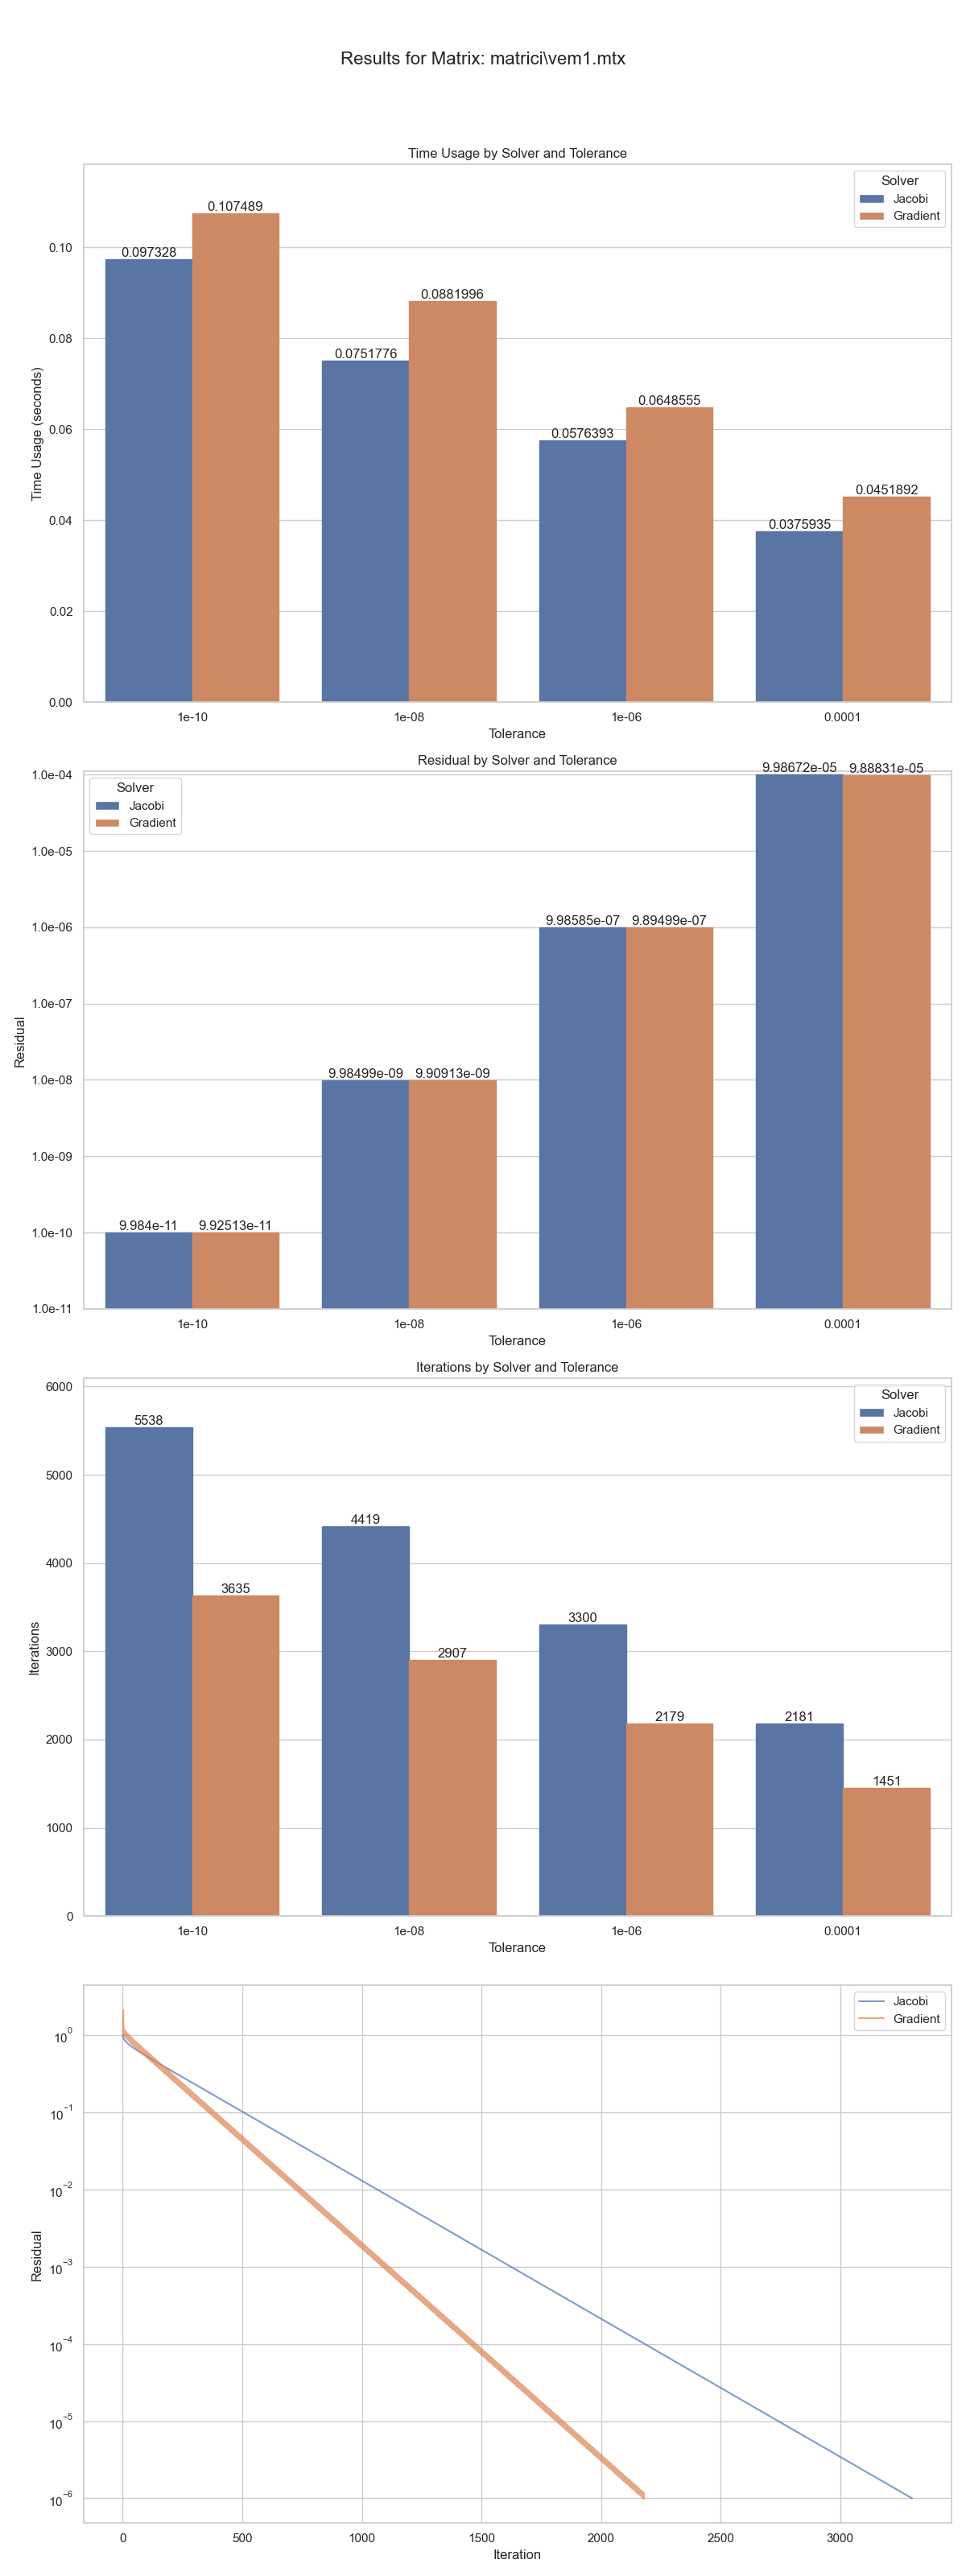 Results for Matrix: matrici\vem1.mtx
Time Usage by Solver and Tolerance
Solver
Jacobi
Gradient
0.107489
0.097328
0.0881996
0.0751776
0.0648555
0.0576393
0.0451892
0.0375935
0.10
0.08
0.06
0.04
0.02
0.00
Time Usage (seconds)
1e-10 1e-08 1e-06 0.0001
Tolerance
Residual by Solver and Tolerance
Solver
Jacobi
Gradient
9.98672e-05 9.88831e-05
9.98585e-07 9.89499e-07
9.98499e-09 9.90913e-09
9.984e-11 9.92513e-11
1.0e-04
1.0e-05
1.0e-06
1.0e-07
1.0e-08
1.0e-09
1.0e-10
1.0e-11
Residual
1e-10 1e-08 1e-06 0.0001
Tolerance
Iterations by Solver and Tolerance
Solver
Jacobi
Gradient
5538
4419
3635
3300
2907
2179
2181
1451
6000
5000
4000
3000
2000
1000
0
Iterations
1e-10 1e-08 1e-06 0.0001
Tolerance
Jacobi
Gradient
10⁰
10⁻¹
10⁻²
10⁻³
10⁻⁴
10⁻⁵
10⁻⁶
Residual
0 500 1000 1500 2000 2500 3000
Iteration